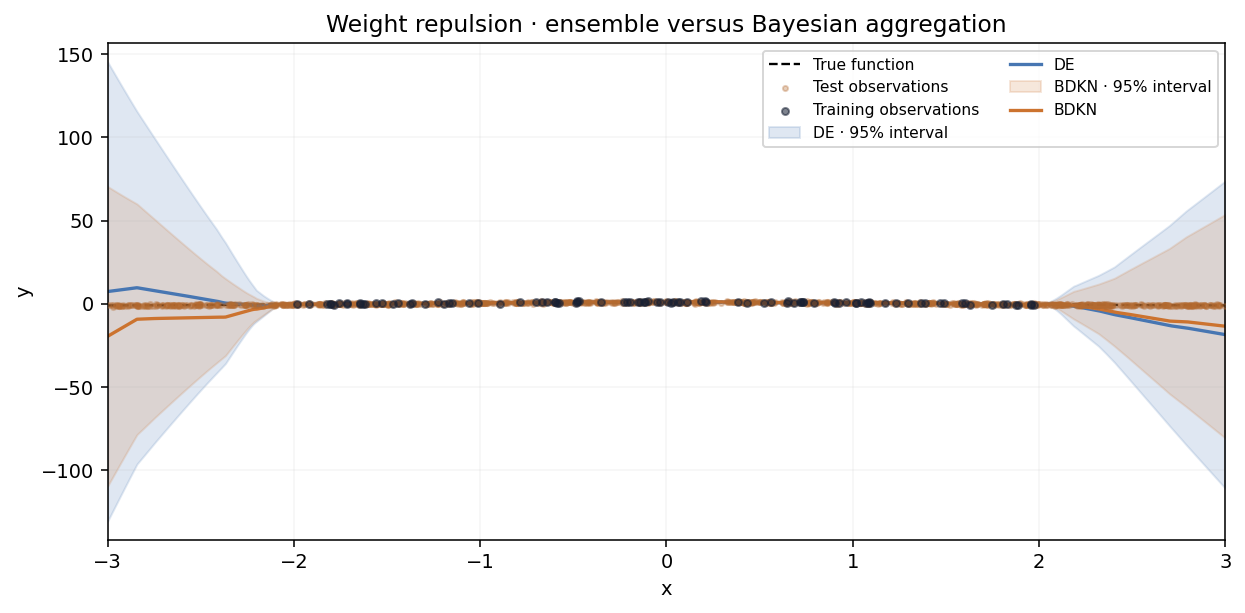 Weight repulsion · ensemble versus Bayesian aggregation
150
100
50
0
−50
−100
y
True function
Test observations
Training observations
DE · 95% interval
DE
BDKN · 95% interval
BDKN
−3
−2
−1
0
1
2
3
x